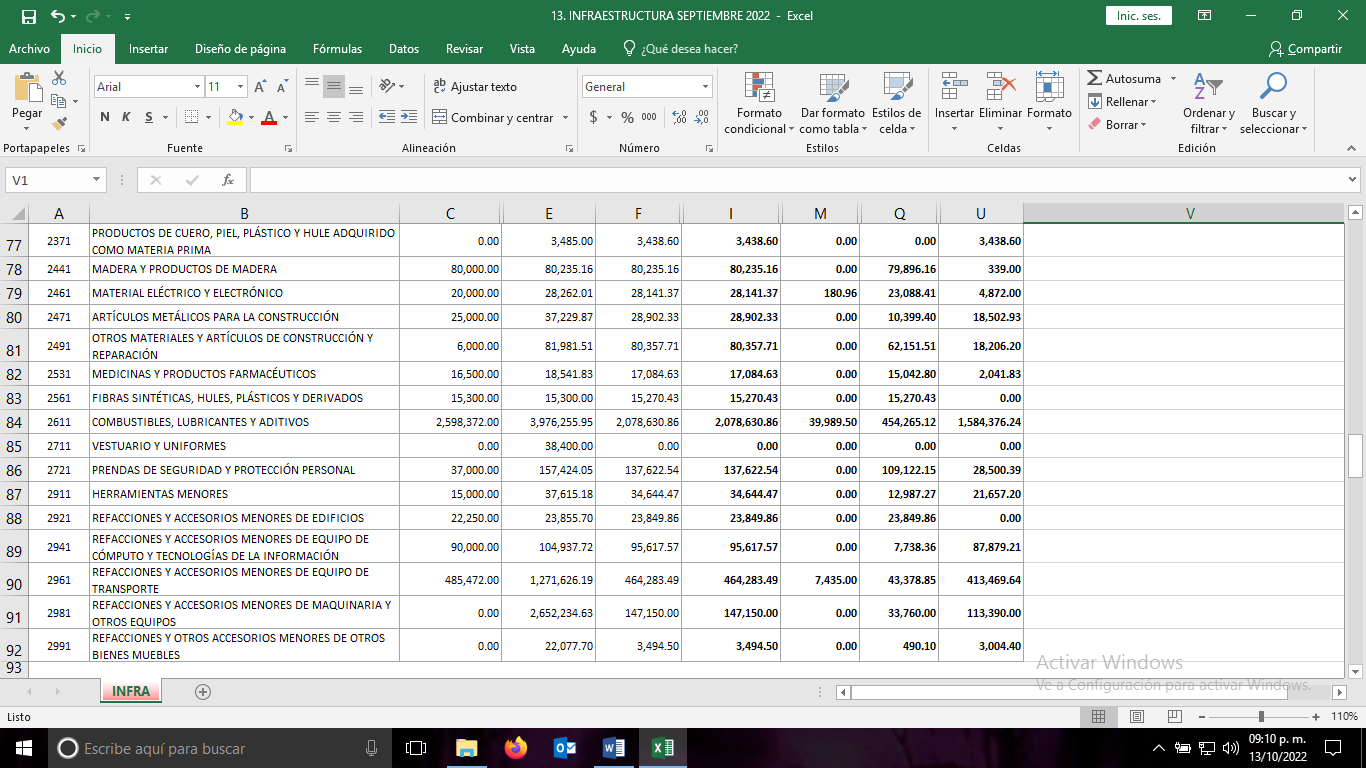 13. INFRAESTRUCTURA SEPTIEMBRE 2022 - Excel
Inic. ses.
Archivo Inicio Insertar Diseño de página Fórmulas Datos Revisar Vista Ayuda ¿Qué desea hacer? Compartir
Pegar
Portapapeles
Arial 11 A A
N K S A
Fuente
ab Ajustar texto
Combinar y centrar
Alineación
General
$ % 000
Número
Formato condicional
Dar formato como tabla
Estilos de celda
Estilos
Insertar Eliminar Formato
Celdas
Autosuma
Rellenar
Borrar
Ordenar y filtrar
Buscar y seleccionar
Edición
V1 fx
A B C E F I M Q U V
77 2371 PRODUCTOS DE CUERO, PIEL, PLÁSTICO Y HULE ADQUIRIDO COMO MATERIA PRIMA 0.00 3,485.00 3,438.60 3,438.60 0.00 0.00 3,438.60
78 2441 MADERA Y PRODUCTOS DE MADERA 80,000.00 80,235.16 80,235.16 80,235.16 0.00 79,896.16 339.00
79 2461 MATERIAL ELÉCTRICO Y ELECTRÓNICO 20,000.00 28,262.01 28,141.37 28,141.37 180.96 23,088.41 4,872.00
80 2471 ARTÍCULOS METÁLICOS PARA LA CONSTRUCCIÓN 25,000.00 37,229.87 28,902.33 28,902.33 0.00 10,399.40 18,502.93
81 2491 OTROS MATERIALES Y ARTÍCULOS DE CONSTRUCCIÓN Y REPARACIÓN 6,000.00 81,981.51 80,357.71 80,357.71 0.00 62,151.51 18,206.20
82 2531 MEDICINAS Y PRODUCTOS FARMACÉUTICOS 16,500.00 18,541.83 17,084.63 17,084.63 0.00 15,042.80 2,041.83
83 2561 FIBRAS SINTÉTICAS, HULES, PLÁSTICOS Y DERIVADOS 15,300.00 15,300.00 15,270.43 15,270.43 0.00 15,270.43 0.00
84 2611 COMBUSTIBLES, LUBRICANTES Y ADITIVOS 2,598,372.00 3,976,255.95 2,078,630.86 2,078,630.86 39,989.50 454,265.12 1,584,376.24
85 2711 VESTUARIO Y UNIFORMES 0.00 38,400.00 0.00 0.00 0.00 0.00 0.00
86 2721 PRENDAS DE SEGURIDAD Y PROTECCIÓN PERSONAL 37,000.00 157,424.05 137,622.54 137,622.54 0.00 109,122.15 28,500.39
87 2911 HERRAMIENTAS MENORES 15,000.00 37,615.18 34,644.47 34,644.47 0.00 12,987.27 21,657.20
88 2921 REFACCIONES Y ACCESORIOS MENORES DE EDIFICIOS 22,250.00 23,855.70 23,849.86 23,849.86 0.00 23,849.86 0.00
89 2941 REFACCIONES Y ACCESORIOS MENORES DE EQUIPO DE CÓMPUTO Y TECNOLOGÍAS DE LA INFORMACIÓN 90,000.00 104,937.72 95,617.57 95,617.57 0.00 7,738.36 87,879.21
90 2961 REFACCIONES Y ACCESORIOS MENORES DE EQUIPO DE TRANSPORTE 485,472.00 1,271,626.19 464,283.49 464,283.49 7,435.00 43,378.85 413,469.64
91 2981 REFACCIONES Y ACCESORIOS MENORES DE MAQUINARIA Y OTROS EQUIPOS 0.00 2,652,234.63 147,150.00 147,150.00 0.00 33,760.00 113,390.00
92 2991 REFACCIONES Y OTROS ACCESORIOS MENORES DE OTROS BIENES MUEBLES 0.00 22,077.70 3,494.50 3,494.50 0.00 490.10 3,004.40
93
Activar Windows
Ve a Configuración para activar Windows.
INFRA
Listo
110%
Escribe aquí para buscar
09:10 p. m.
13/10/2022